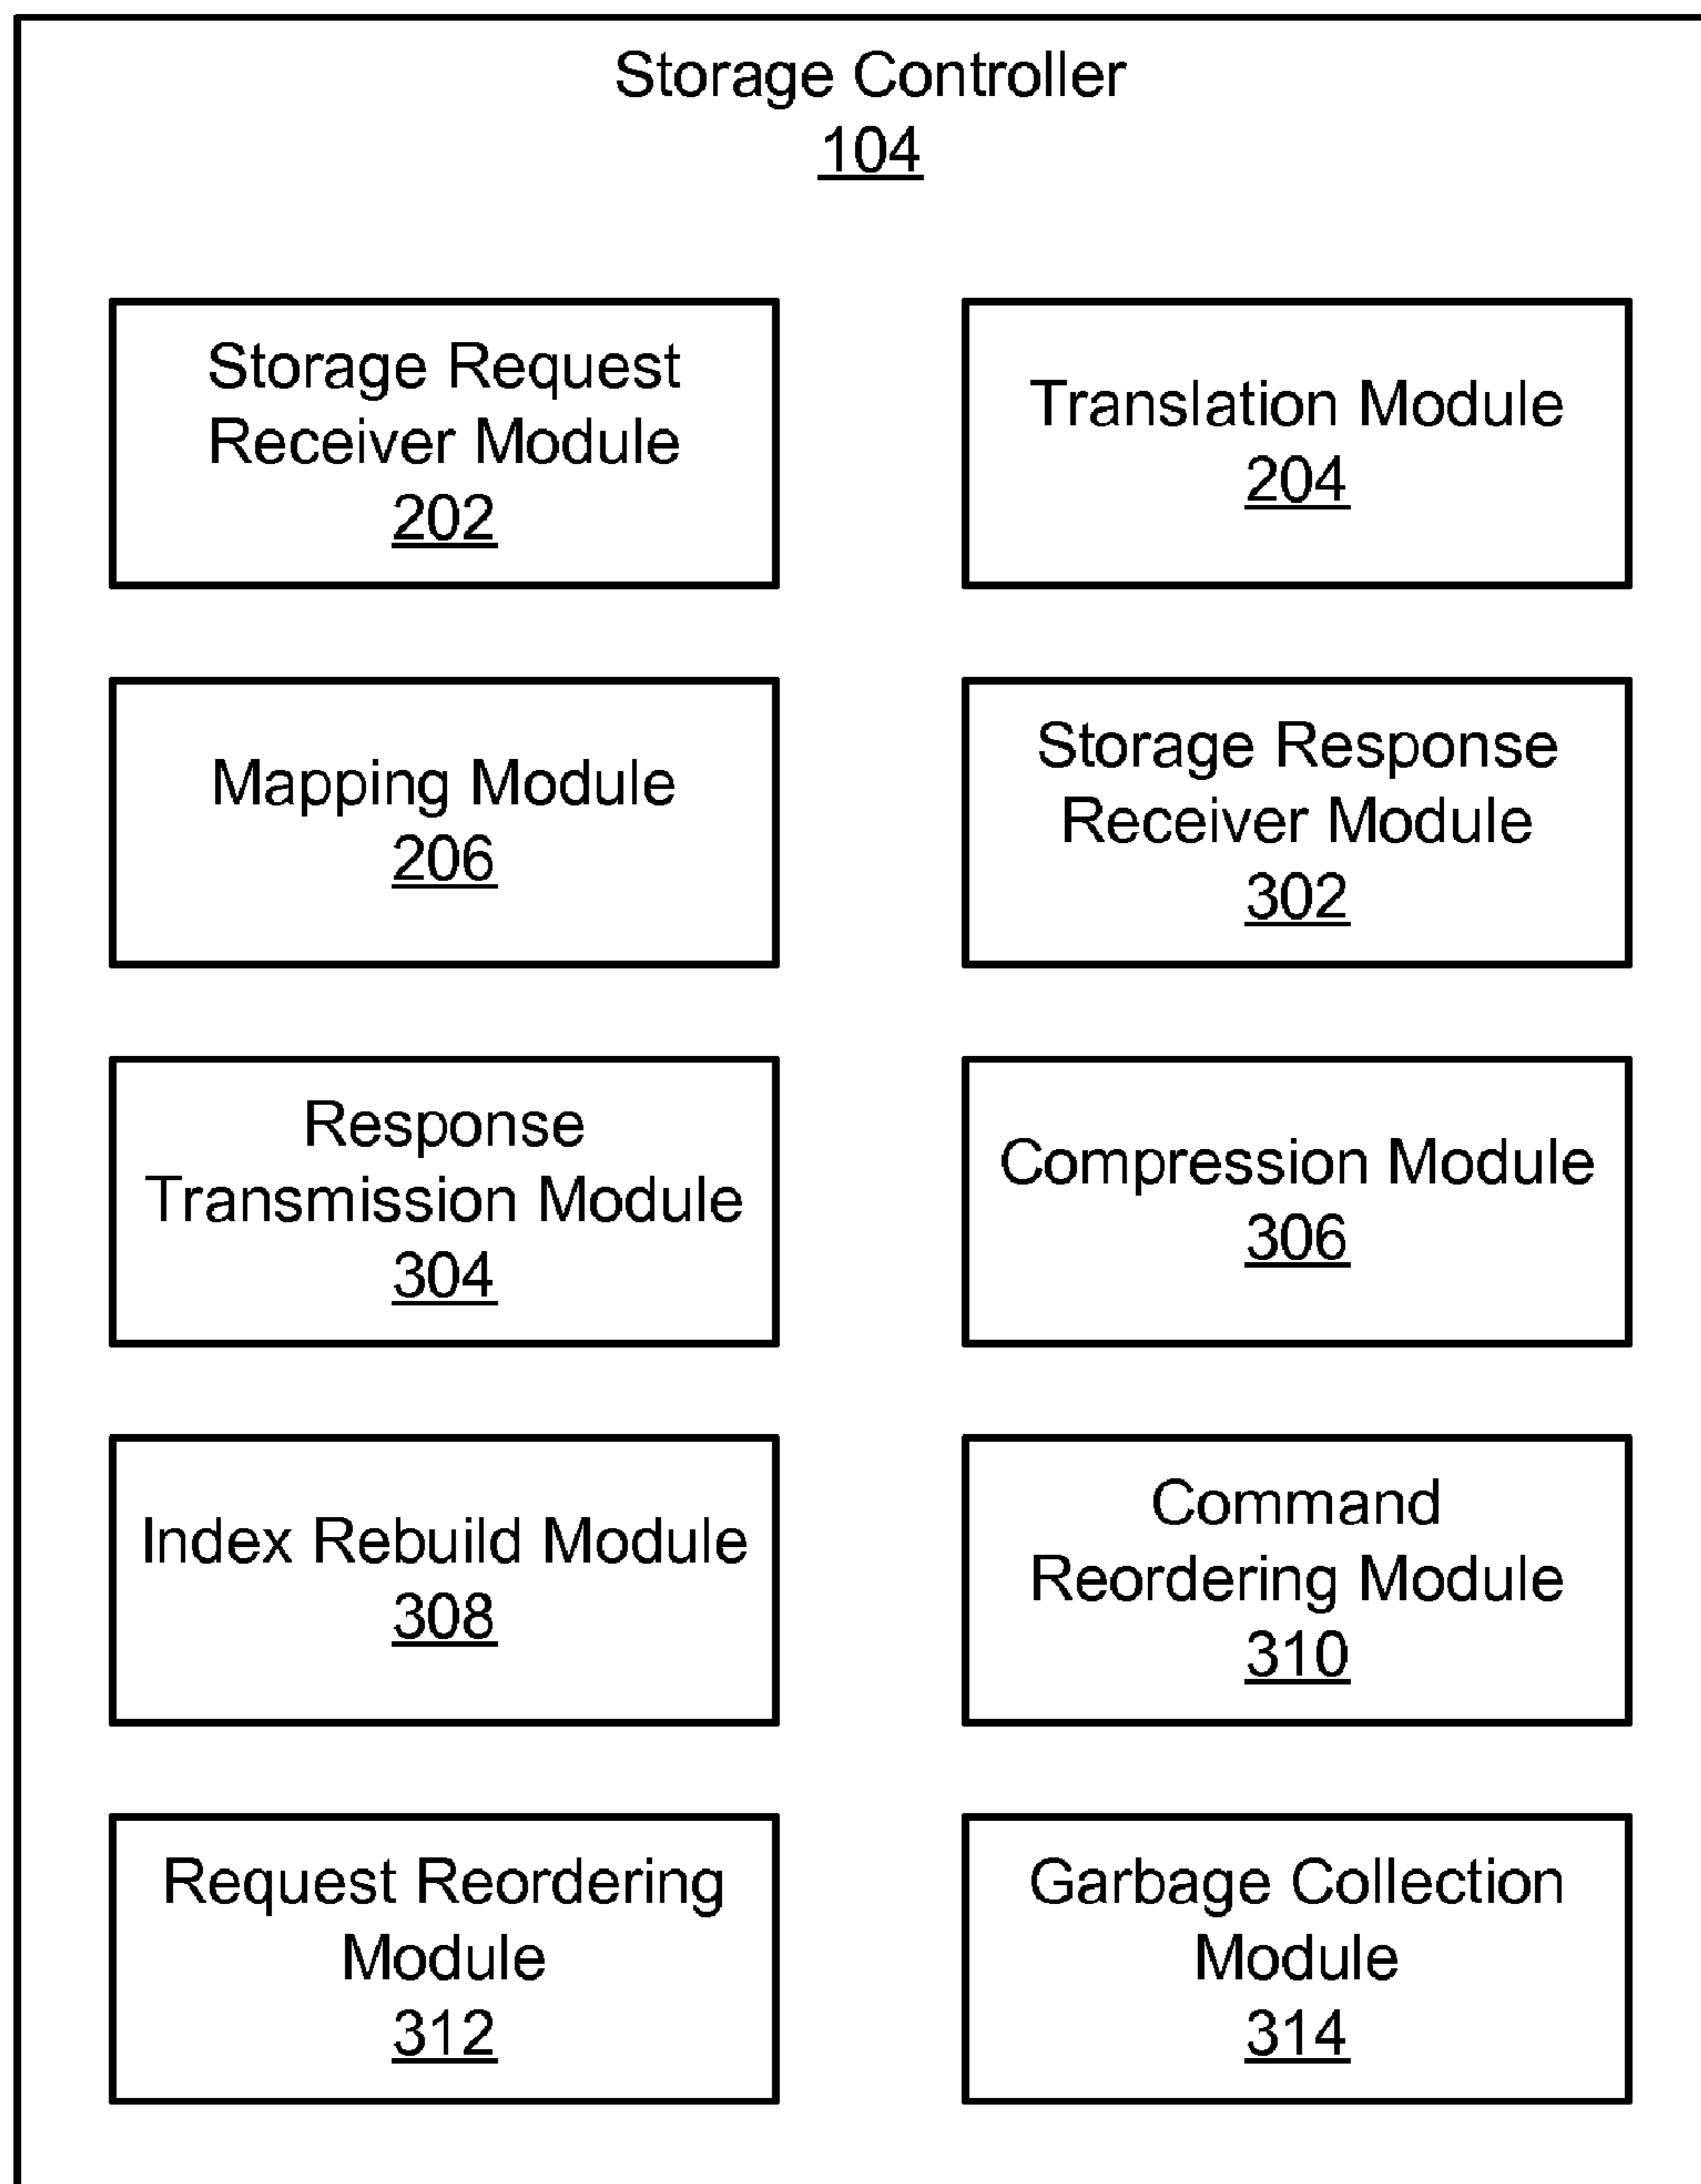 Storage Controller
104
Storage Request
Receiver Module
202
Translation Module
204
Mapping Module
206
Storage Response
Receiver Module
302
Response
Transmission Module
304
Compression Module
306
Index Rebuild Module
308
Command
Reordering Module
310
Request Reordering
Module
312
Garbage Collection
Module
314